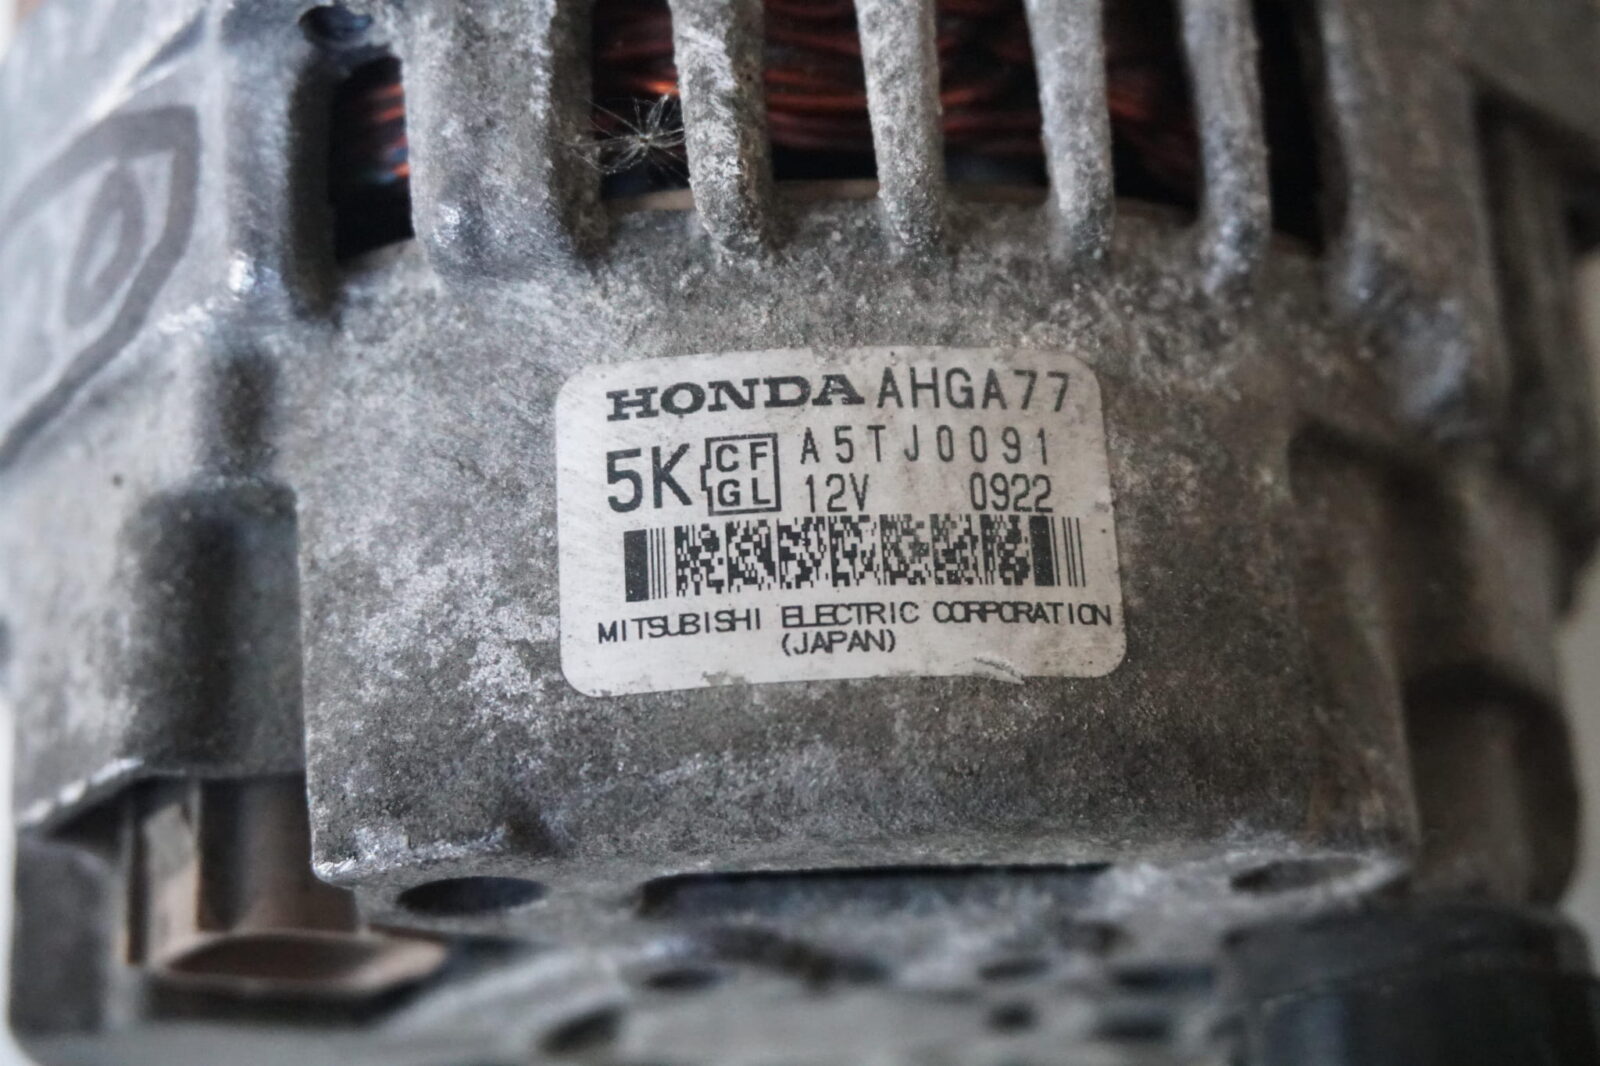 HONDA AHGA77
5K CF GL A5TJ0091
12V 0922
MITSUBISHI ELECTRIC CORPORATION
(JAPAN)